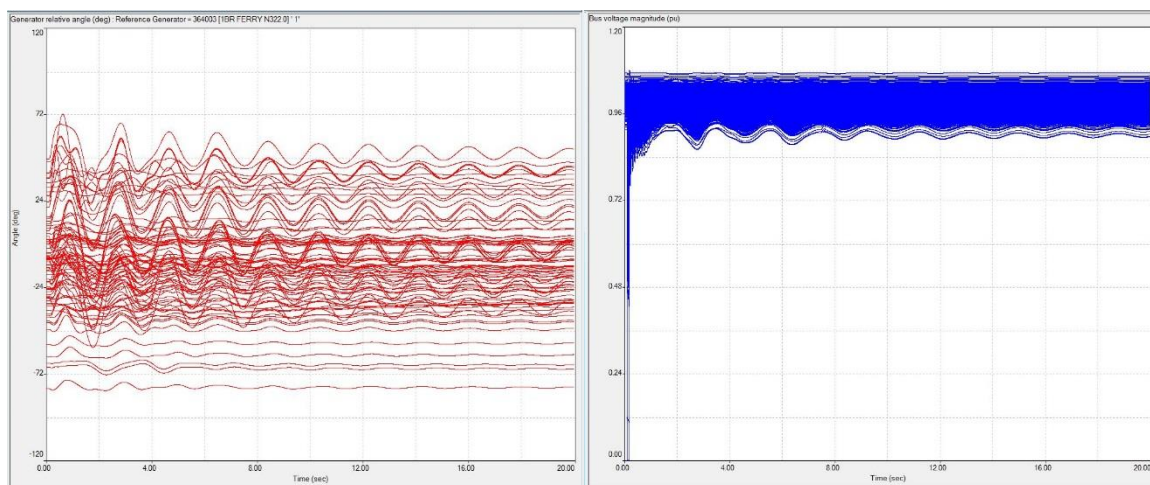 Generator relative angle (deg) : Reference Generator = 364003 [1BR FERRY N322.0] ' 1'
120
72
24
-24
-72
-120
Angle (deg)
0.00 4.00 8.00 12.00 16.00 20.00
Time (sec)
Bus voltage magnitude (pu)
1.20
0.96
0.72
0.48
0.24
0.00
0.00 4.00 8.00 12.00 16.00 20.00
Time (sec)